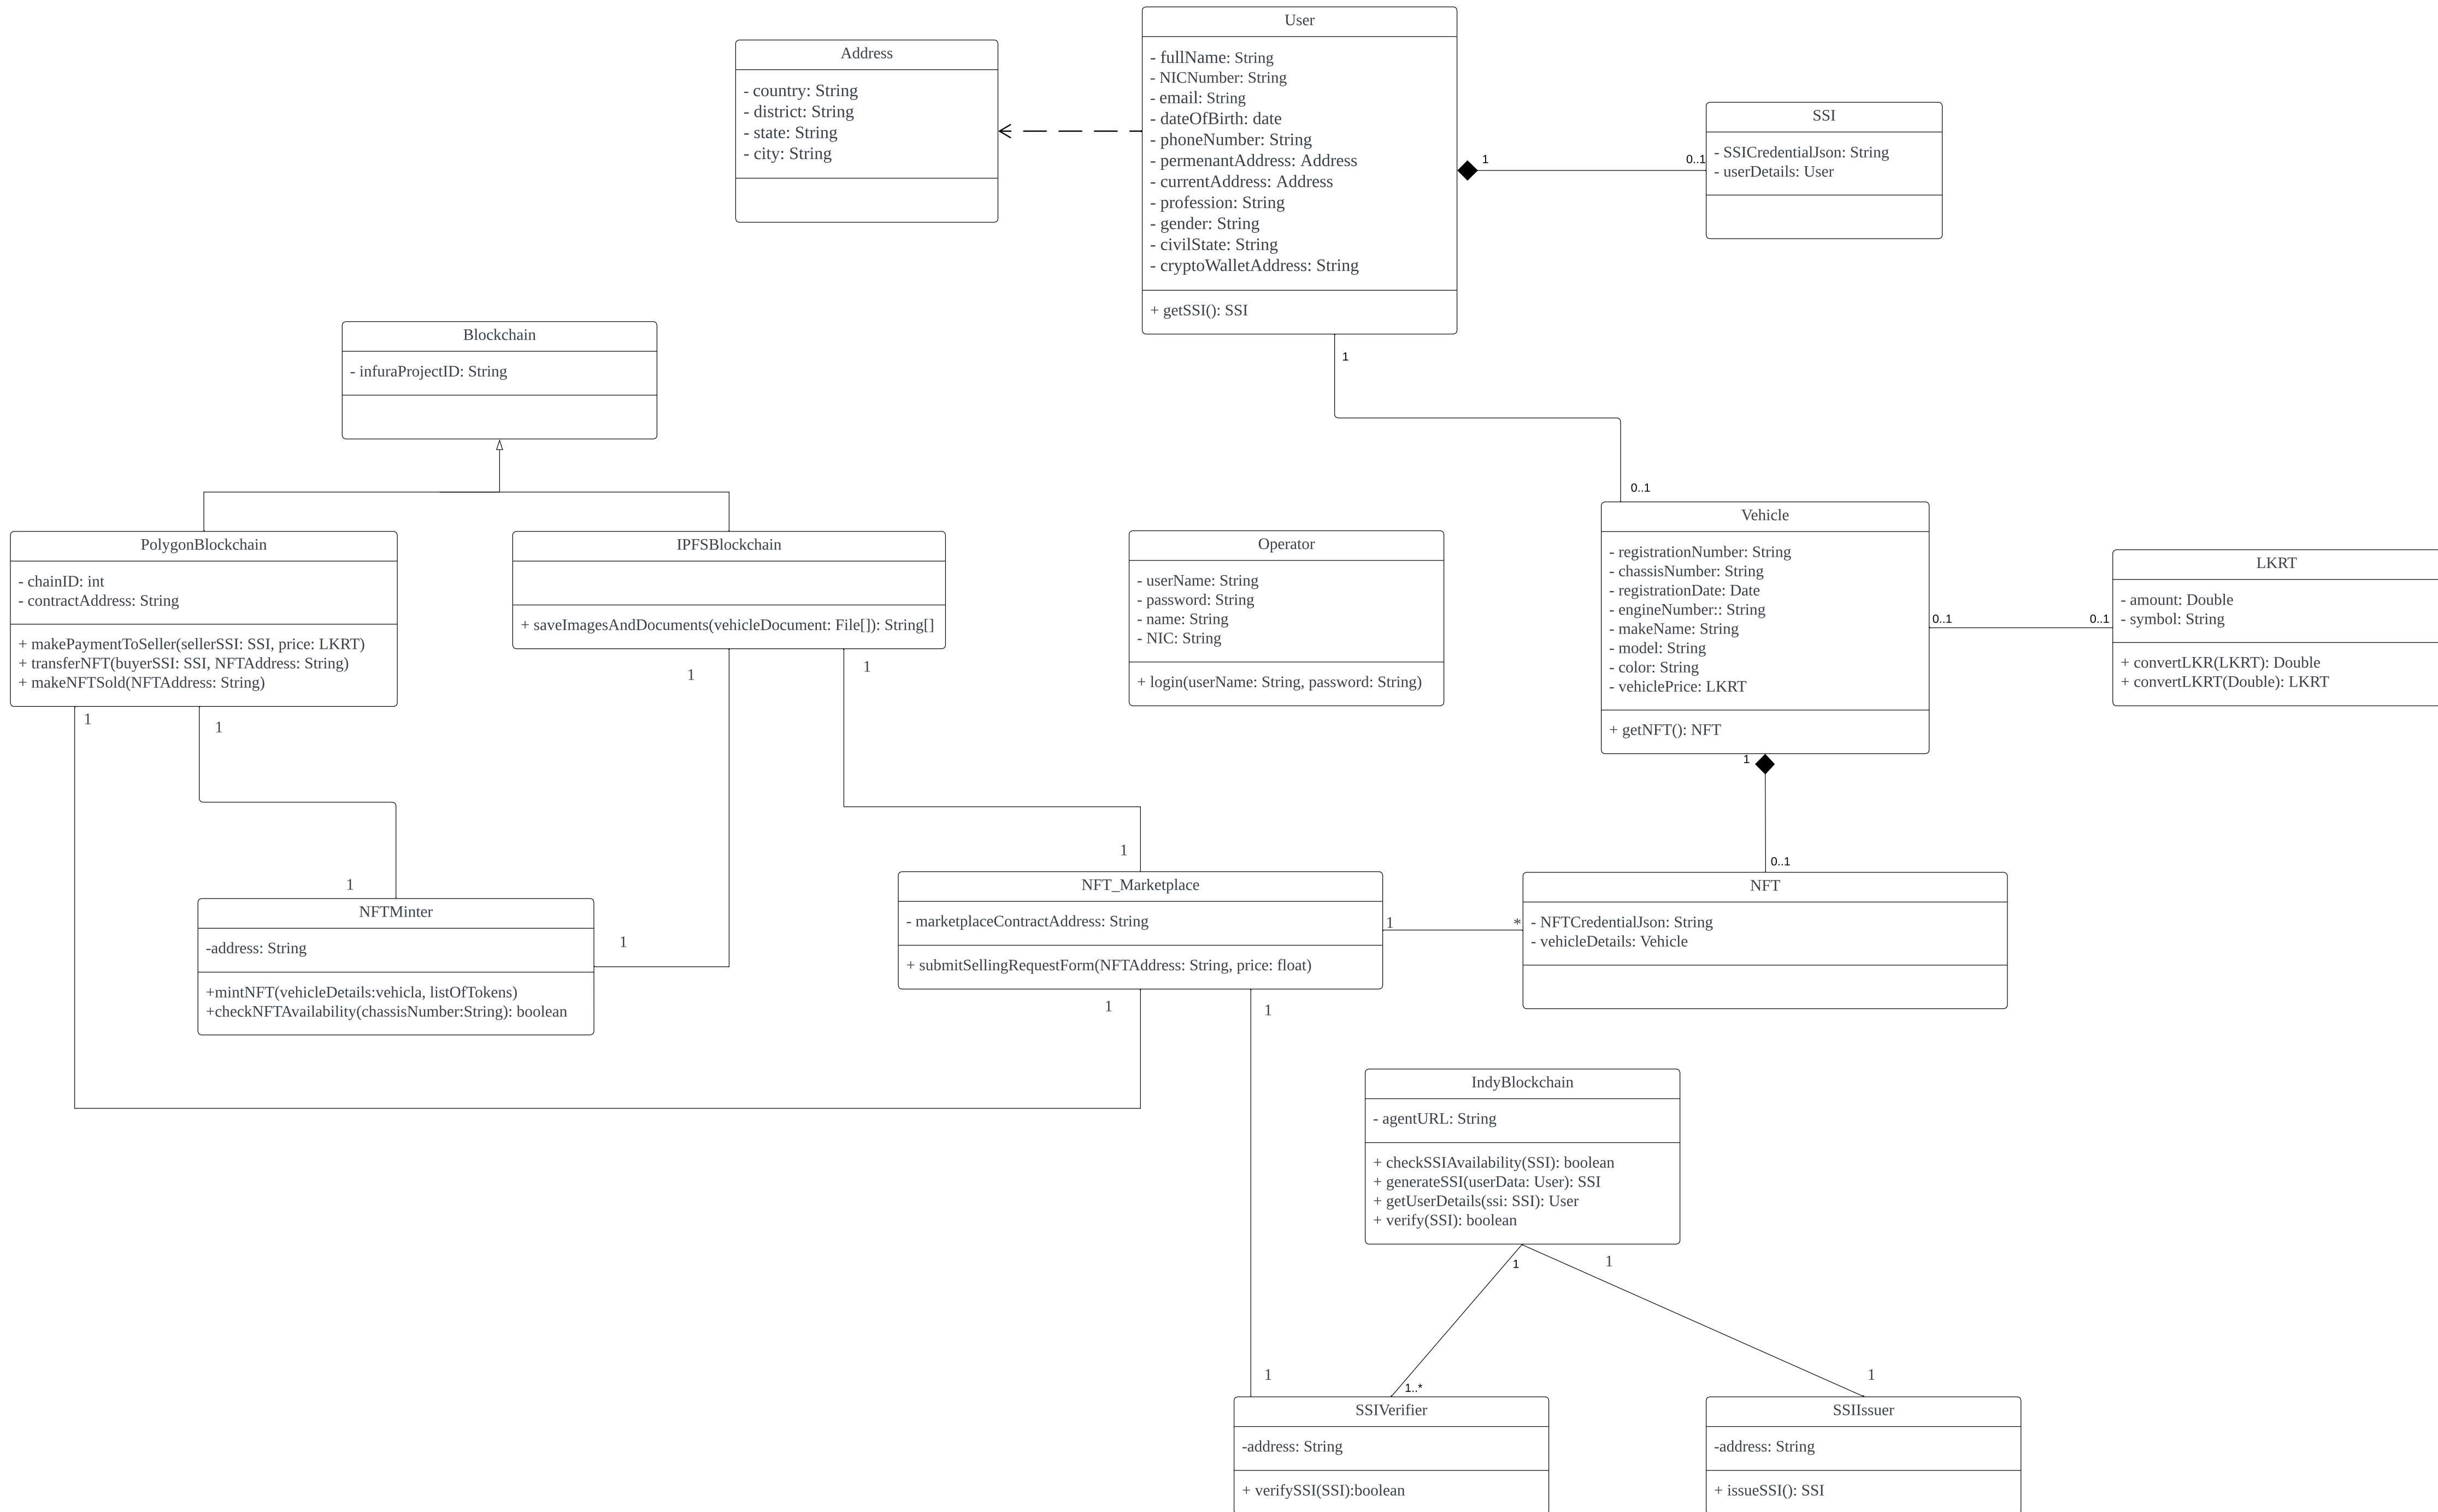 User
- fullName: String
- NICNumber: String
- email: String
- dateOfBirth: date
- phoneNumber: String
- permenantAddress: Address
- currentAddress: Address
- profession: String
- gender: String
- civilState: String
- cryptoWalletAddress: String
+ getSSI(): SSI
Address
- country: String
- district: String
- state: String
- city: String
1
0..1
SSI
- SSICredentialJson: String
- userDetails: User
1
0..1
Blockchain
- infuraProjectID: String
PolygonBlockchain
- chainID: int
- contractAddress: String
+ makePaymentToSeller(sellerSSI: SSI, price: LKRT)
+ transferNFT(buyerSSI: SSI, NFTAddress: String)
+ makeNFTSold(NFTAddress: String)
IPFSBlockchain
+ saveImagesAndDocuments(vehicleDocument: File[]): String[]
Operator
- userName: String
- password: String
- name: String
- NIC: String
+ login(userName: String, password: String)
Vehicle
- registrationNumber: String
- chassisNumber: String
- registrationDate: Date
- engineNumber:: String
- makeName: String
- model: String
- color: String
- vehiclePrice: LKRT
+ getNFT(): NFT
0..1
0..1
LKRT
- amount: Double
- symbol: String
+ convertLKR(LKRT): Double
+ convertLKRT(Double): LKRT
1
1
1
1
1
0..1
1
1
1
NFTMinter
-address: String
+mintNFT(vehicleDetails:vehicla, listOfTokens)
+checkNFTAvailability(chassisNumber:String): boolean
NFT_Marketplace
- marketplaceContractAddress: String
+ submitSellingRequestForm(NFTAddress: String, price: float)
1
*
NFT
- NFTCredentialJson: String
- vehicleDetails: Vehicle
1
1
IndyBlockchain
- agentURL: String
+ checkSSIAvailability(SSI): boolean
+ generateSSI(userData: User): SSI
+ getUserDetails(ssi: SSI): User
+ verify(SSI): boolean
1
1
1
1..*
1
SSIVerifier
-address: String
+ verifySSI(SSI):boolean
SSIIssuer
-address: String
+ issueSSI(): SSI